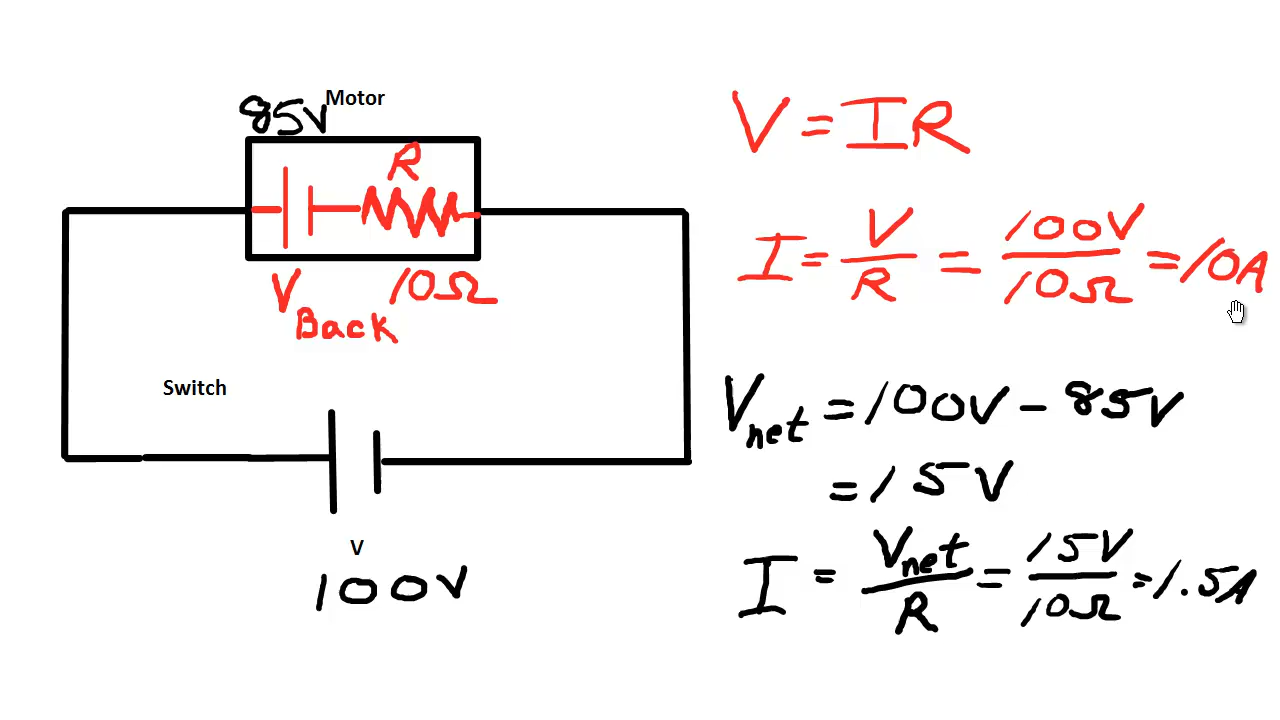 85V Motor
R
V Back 10Ω
Switch
V
100V
V = IR
I = V/R = 100V/10Ω = 10A
Vnet = 100V - 85V
= 15V
I = Vnet/R = 15V/10Ω = 1.5A